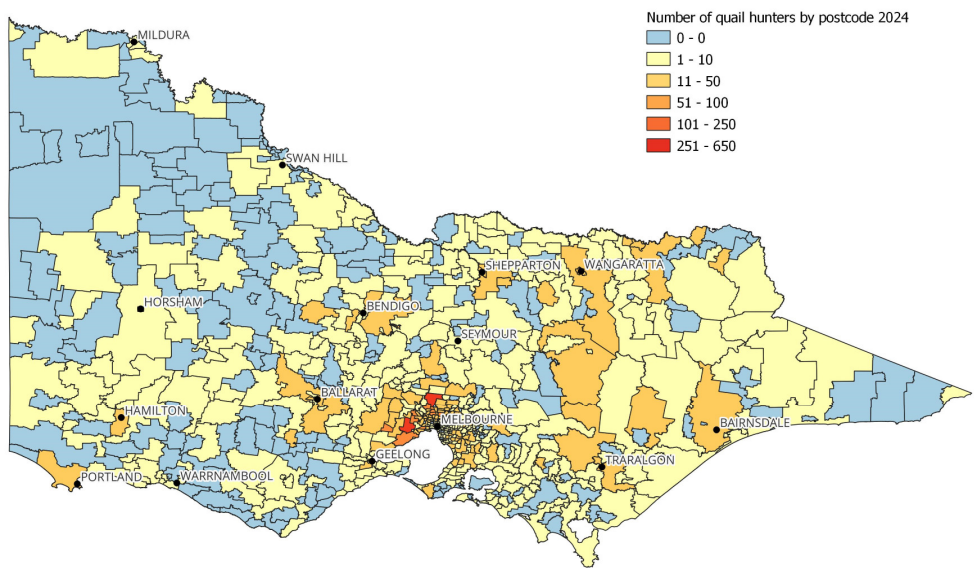 Number of quail hunters by postcode 2024
0 - 0
1 - 10
11 - 50
51 - 100
101 - 250
251 - 650
MILDURA
SWAN HILL
SHEPPARTON
WANGARATTA
HORSHAM
BENDIGO
SEYMOUR
BALLARAT
HAMILTON
MELBOURNE
BAIRNSDALE
GEELONG
TRARALGON
PORTLAND
WARRNAMBOOL